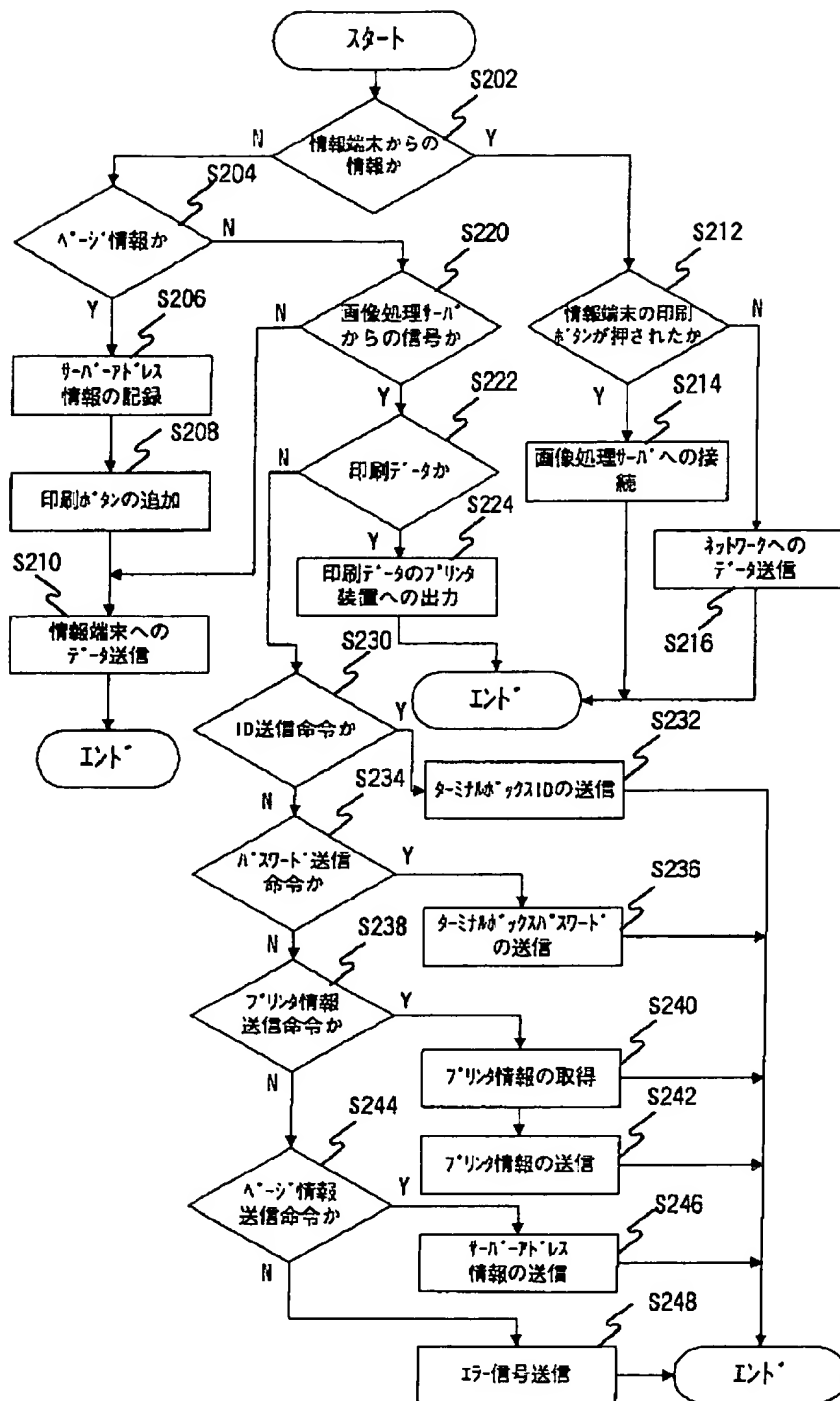 スタート
S202
情報端末からの
情報か
N
Y
S204
ページ情報か
N
Y
S220
画像処理サーバ
からの信号か
N
Y
S212
情報端末の印刷
ボタンが押されたか
N
Y
S206
サーバーアドレス
情報の記録
S222
印刷データか
N
Y
S214
画像処理サーバへの接
続
S208
印刷ボタンの追加
S224
印刷データのプリンタ
装置への出力
ネットワークへの
データ送信
S216
S210
情報端末への
データ送信
エンド
エンド
S230
ID送信命令か
Y
N
S232
ターミナルボックスIDの送信
S234
パスワード送信
命令か
Y
N
S236
ターミナルボックスパスワード
の送信
S238
プリンタ情報
送信命令か
Y
N
S240
プリンタ情報の取得
S242
プリンタ情報の送信
S244
ページ情報
送信命令か
Y
N
S246
サーバーアドレス
情報の送信
S248
エラー信号送信
エンド